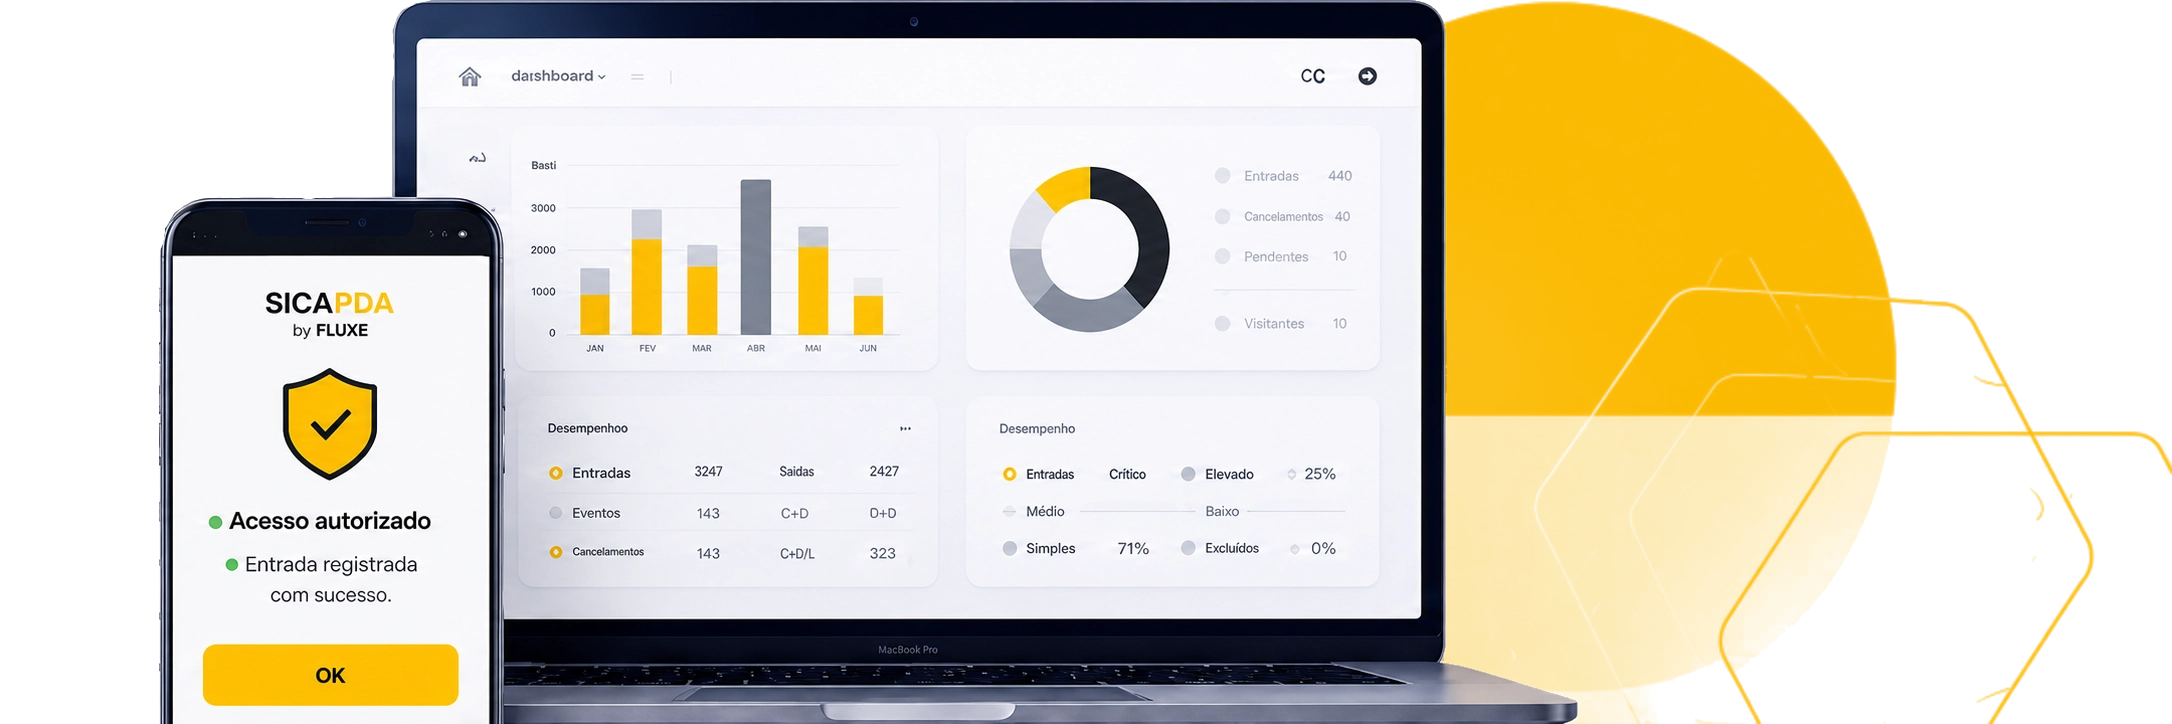 darshboard
CC
Basti
3000
2000
1000
0
JAN FEV MAR ABR MAI JUN
Entradas 440
Cancelamentos 40
Pendentes 10
Visitantes 10
Desempenhoo
Entradas 3247 Saidas 2427
Eventos 143 C+D D+D
Cancelamentos 143 C+D/L 323
Desempenho
Entradas Crítico Elevado 25%
Médio Baixo
Simples 71% Excluídos 0%
MacBook Pro
SICAPDA
by FLUXE
Acesso autorizado
Entrada registrada
com sucesso.
OK